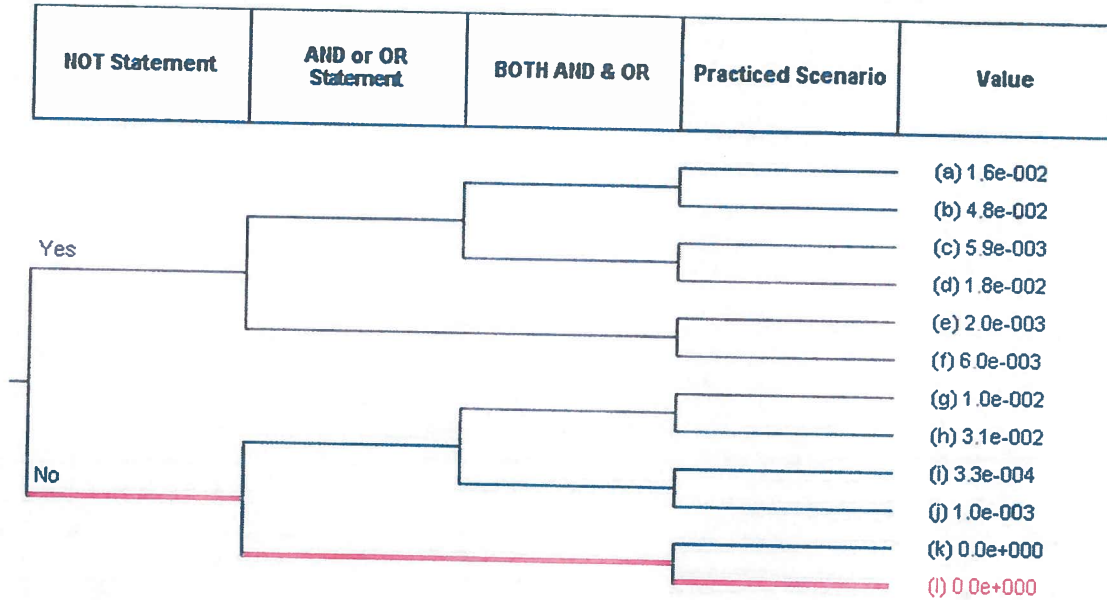 NOT Statement
AND or OR
Statement
BOTH AND & OR
Practiced Scenario
Value
Yes
No
(a) 1.6e-002
(b) 4.8e-002
(c) 5.9e-003
(d) 1.8e-002
(e) 2.0e-003
(f) 6.0e-003
(g) 1.0e-002
(h) 3.1e-002
(i) 3.3e-004
(j) 1.0e-003
(k) 0.0e+000
(l) 0.0e+000